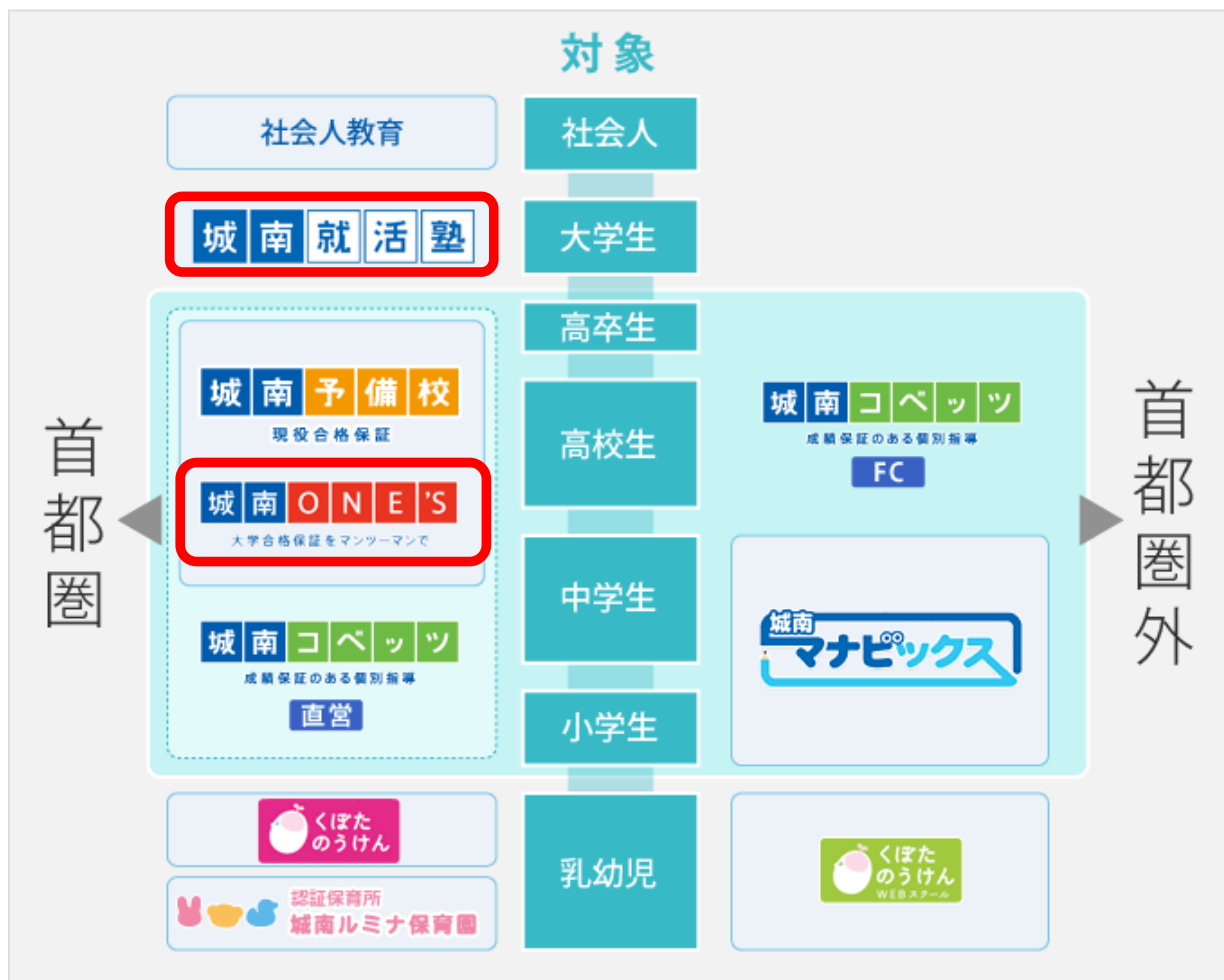 対象
社会人教育
社会人
城南就活塾
大学生
高卒生
城南予備校
現役合格保証
城南ONE'S
大学合格保証をマンツーマンで
高校生
城南コベッツ
成績保証のある個別指導
FC
首都圏
首都圏外
中学生
城南
マナビックス
城南コベッツ
成績保証のある個別指導
直営
小学生
くぼた
のうけん
認証保育所
城南ルミナ保育園
乳幼児
くぼた
のうけん
WEBスクール